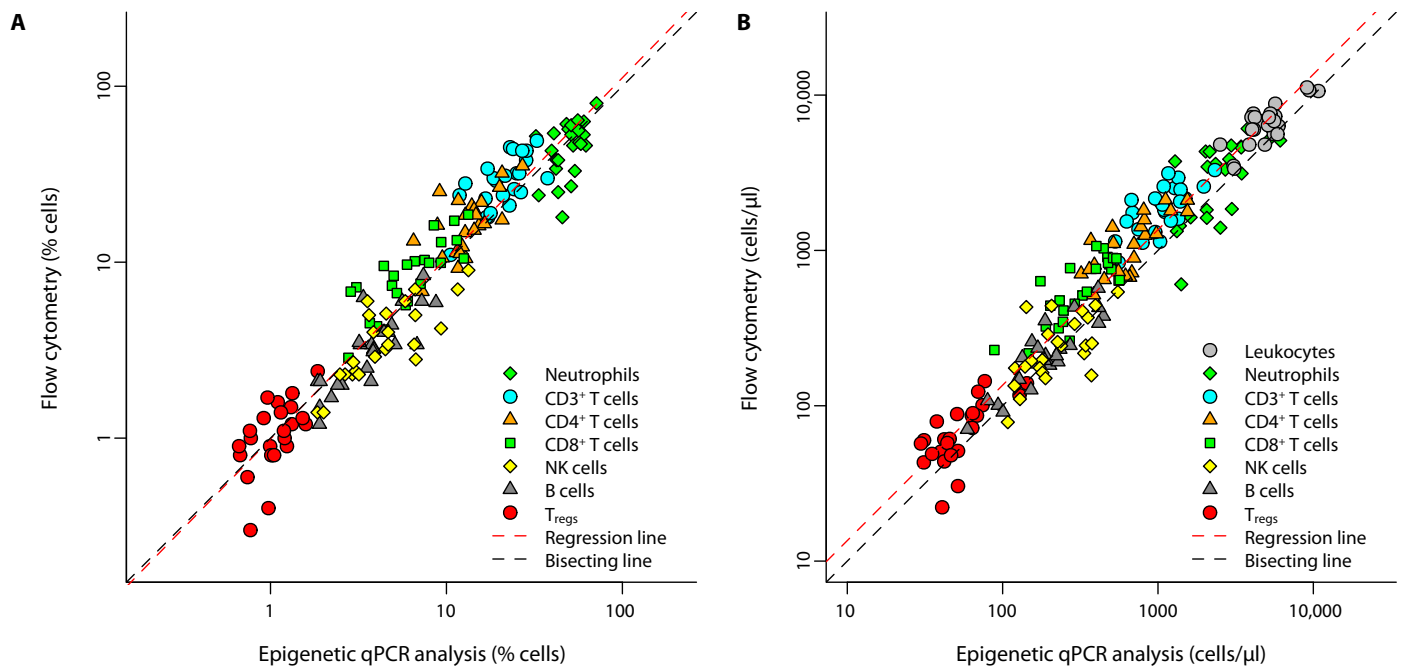 A
Flow cytometry (% cells)
100
10
1
1
10
100
Epigenetic qPCR analysis (% cells)
Neutrophils
CD3⁺ T cells
CD4⁺ T cells
CD8⁺ T cells
NK cells
B cells
Tregs
Regression line
Bisecting line
B
Flow cytometry (cells/µl)
10,000
1000
100
10
10
100
1000
10,000
Epigenetic qPCR analysis (cells/µl)
Leukocytes
Neutrophils
CD3⁺ T cells
CD4⁺ T cells
CD8⁺ T cells
NK cells
B cells
Tregs
Regression line
Bisecting line